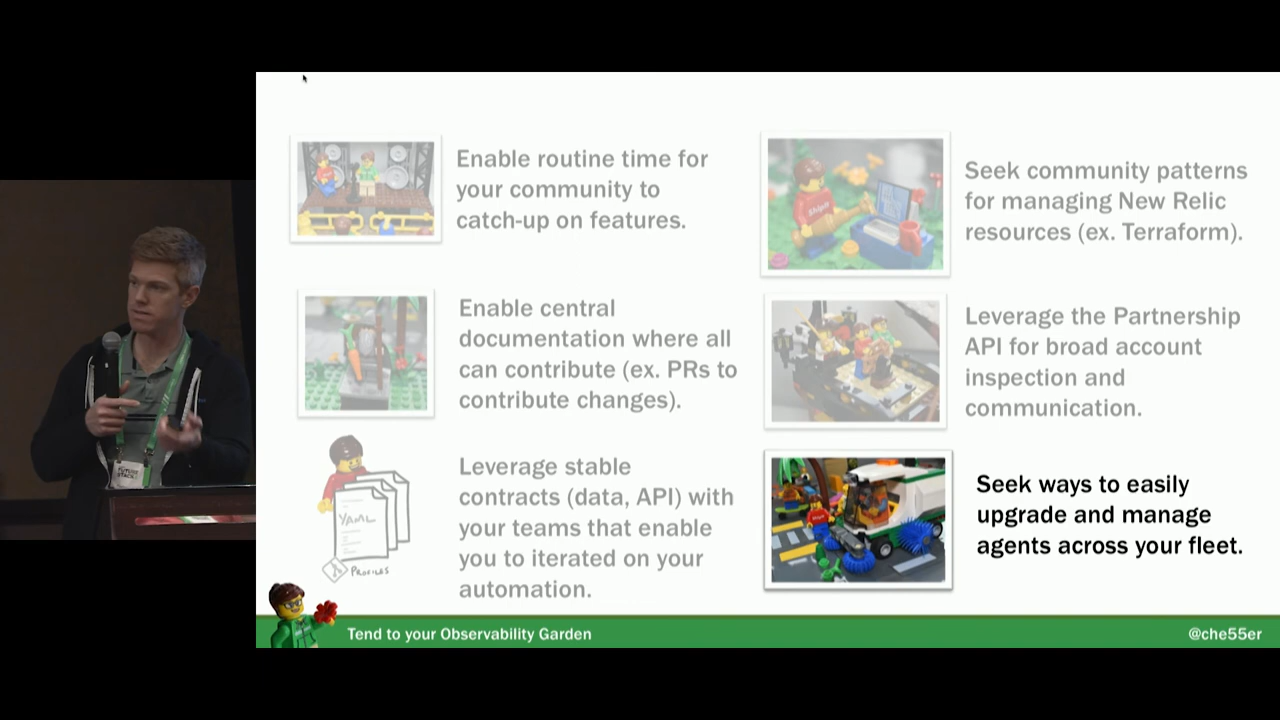 Enable routine time for
your community to
catch-up on features.
Enable central
documentation where all
can contribute (ex. PRs to
contribute changes).
YAML
PROFILES
Leverage stable
contracts (data, API) with
your teams that enable
you to iterated on your
automation.
Seek community patterns
for managing New Relic
resources (ex. Terraform).
Leverage the Partnership
API for broad account
inspection and
communication.
Seek ways to easily
upgrade and manage
agents across your fleet.
Tend to your Observability Garden
@che55er
FUTURE
STACK